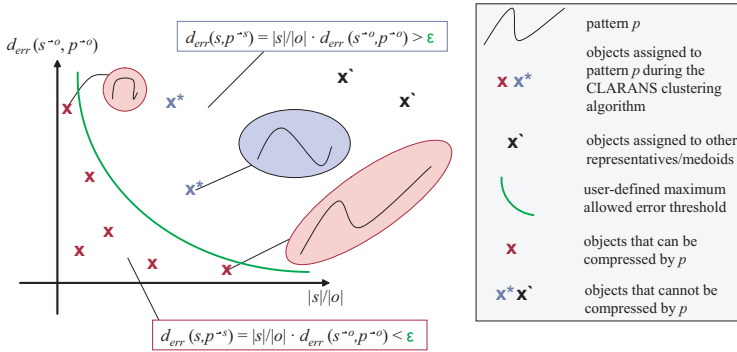 d_err(s⃗ᵒ, p⃗ᵒ)
d_err(s,p⃗ˢ) = |s|/|o| · d_err(s⃗ᵒ,p⃗ᵒ) > ε
x
x*
x`
x`
x
x*
x
x
x
x
|s|/|o|
d_err(s,p⃗ˢ) = |s|/|o| · d_err(s⃗ᵒ,p⃗ᵒ) < ε
pattern p
x x*
objects assigned to
pattern p during the
CLARANS clustering
algorithm
x`
objects assigned to other
representatives/medoids
user-defined maximum
allowed error threshold
x
objects that can be
compressed by p
x* x`
objects that cannot be
compressed by p